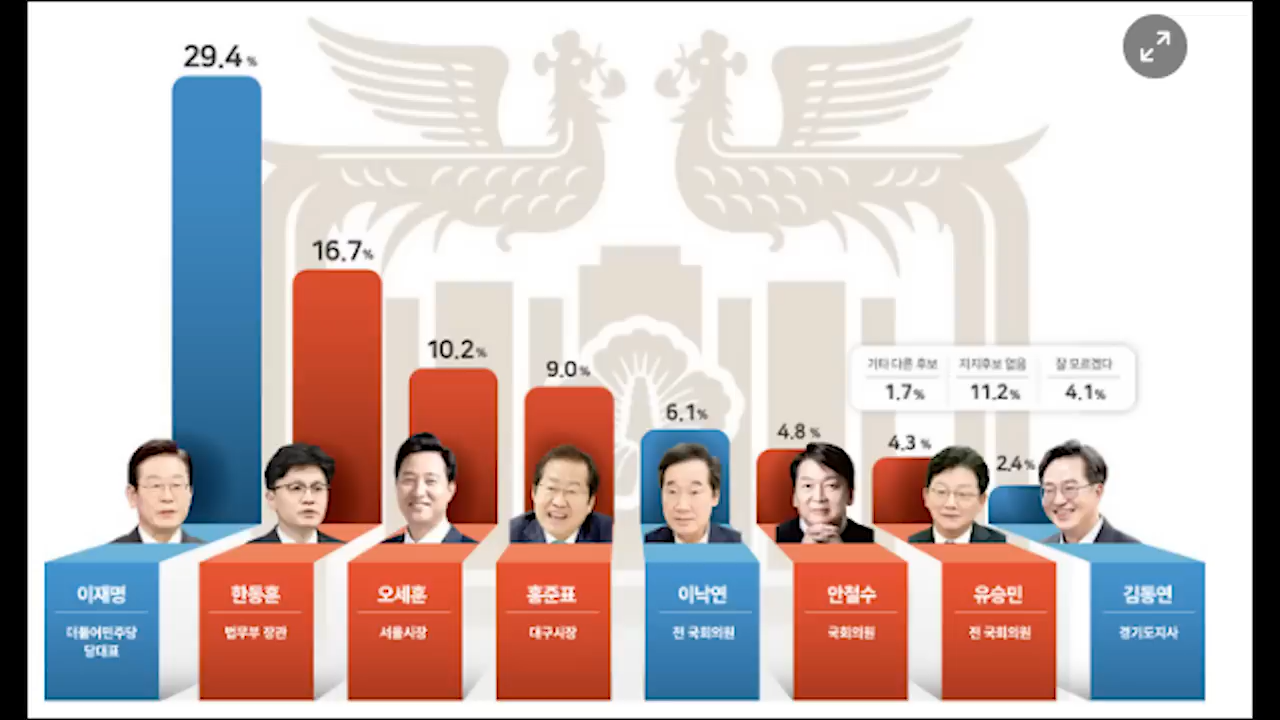 29.4%
16.7%
10.2%
9.0%
6.1%
4.8%
4.3%
2.4%
기타 다른 후보
1.7%
지지후보 없음
11.2%
잘 모르겠다
4.1%
이재명
더불어민주당
당대표
한동훈
법무부 장관
오세훈
서울시장
홍준표
대구시장
이낙연
전 국회의원
안철수
국회의원
유승민
전 국회의원
김동연
경기도지사